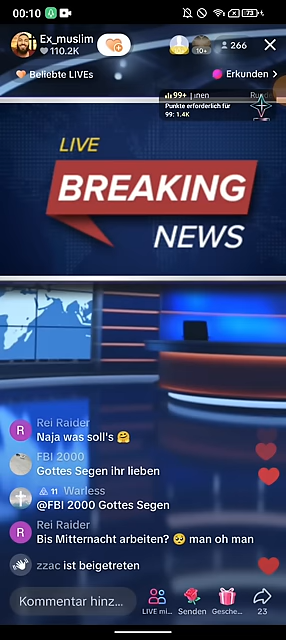 00:10
73
Ex_muslim
110.2K
10+
266
Beliebte LIVEs
Erkunden
99+
Punkte erforderlich für
99: 1.4K
LIVE
BREAKING
NEWS
R Rei Raider
Naja was soll's 🤗
FBI 2000
Gottes Segen ihr lieben
11 Warless
@FBI 2000 Gottes Segen
R Rei Raider
Bis Mitternacht arbeiten? 🥺 man oh man
zzac ist beigetreten
Kommentar hinz...
LIVE mi...
Senden
Gesche...
23